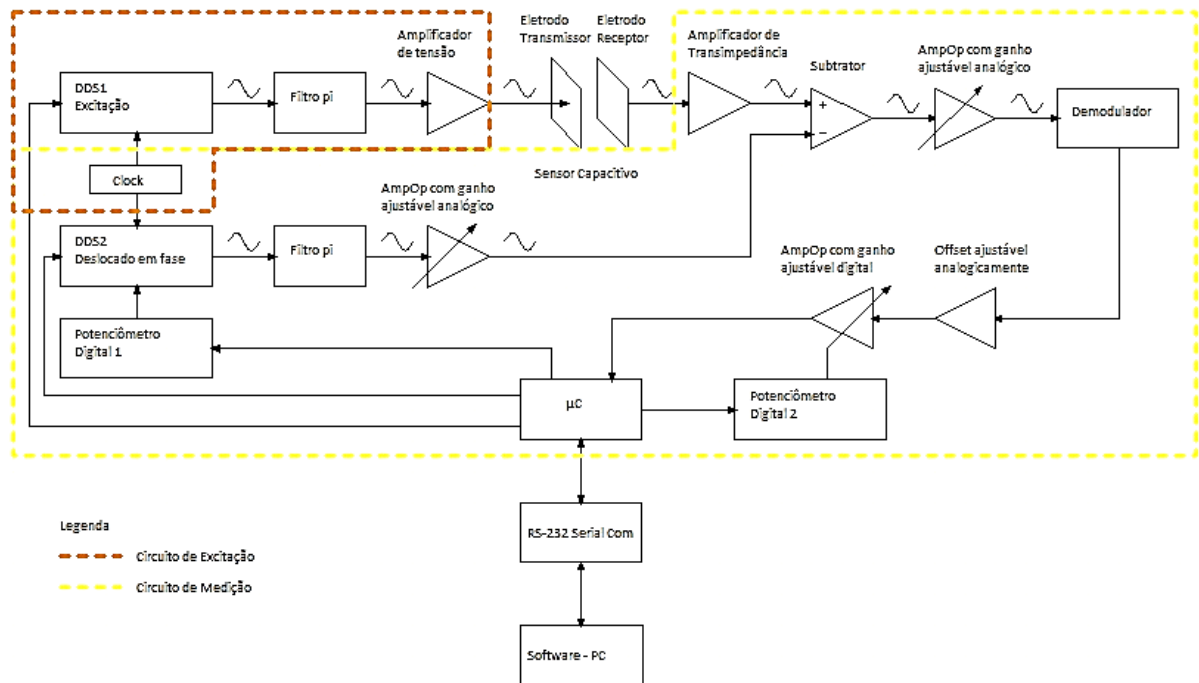 Amplificador
de tensão
Eletrodo
Transmissor
Eletrodo
Receptor
Amplificador de
Transimpedância
Subtrator
AmpOp com ganho
ajustável analógico
DDS1
Excitação
Filtro pi
+
−
Demodulador
Clock
Sensor Capacitivo
AmpOp com ganho
ajustável analógico
DDS2
Deslocado em fase
Filtro pi
AmpOp com ganho
ajustável digital
Offset ajustável
analogicamente
Potenciômetro
Digital 1
µC
Potenciômetro
Digital 2
RS-232 Serial Com
Legenda
Circuito de Excitação
Circuito de Medição
Software - PC